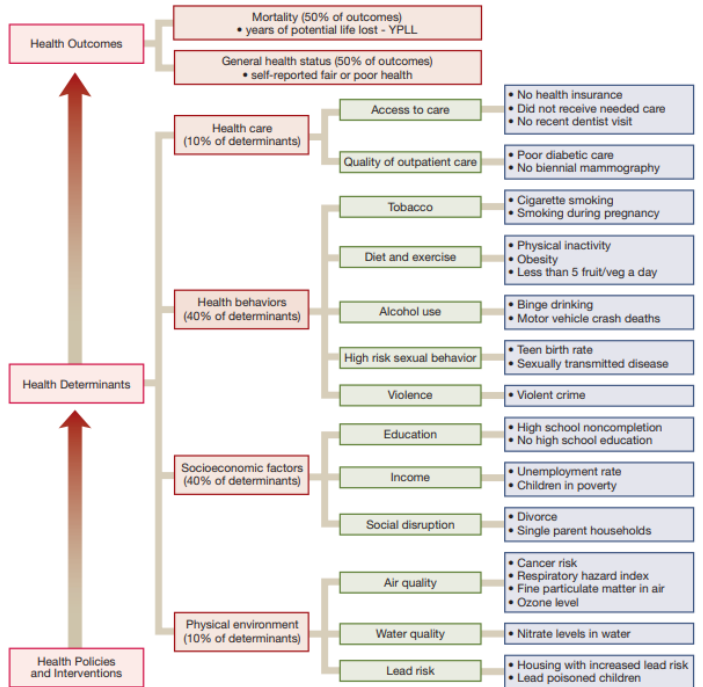 Health Outcomes
Mortality (50% of outcomes)
• years of potential life lost - YPLL
General health status (50% of outcomes)
• self-reported fair or poor health
Health Determinants
Health care
(10% of determinants)
Access to care
• No health insurance
• Did not receive needed care
• No recent dentist visit
Quality of outpatient care
• Poor diabetic care
• No biennial mammography
Health behaviors
(40% of determinants)
Tobacco
• Cigarette smoking
• Smoking during pregnancy
Diet and exercise
• Physical inactivity
• Obesity
• Less than 5 fruit/veg a day
Alcohol use
• Binge drinking
• Motor vehicle crash deaths
High risk sexual behavior
• Teen birth rate
• Sexually transmitted disease
Violence
• Violent crime
Socioeconomic factors
(40% of determinants)
Education
• High school noncompletion
• No high school education
Income
• Unemployment rate
• Children in poverty
Social disruption
• Divorce
• Single parent households
Physical environment
(10% of determinants)
Air quality
• Cancer risk
• Respiratory hazard index
• Fine particulate matter in air
• Ozone level
Water quality
• Nitrate levels in water
Lead risk
• Housing with increased lead risk
• Lead poisoned children
Health Policies
and Interventions